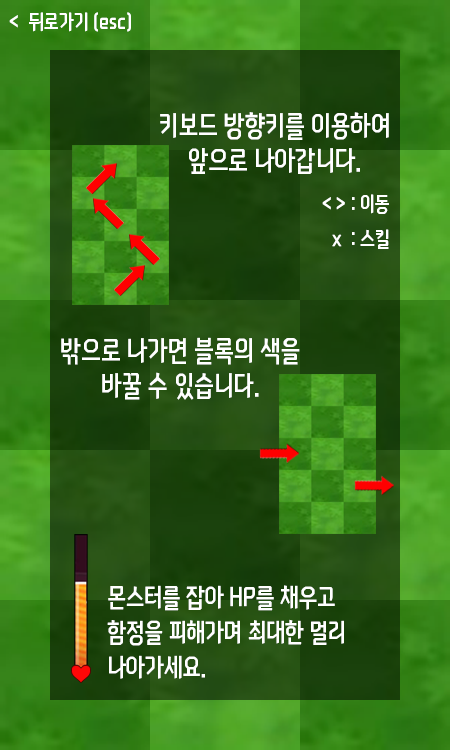 < 뒤로가기 (esc)
키보드 방향키를 이용하여
앞으로 나아갑니다.
< > : 이동
x : 스킬
밖으로 나가면 블록의 색을
바꿀 수 있습니다.
몬스터를 잡아 HP를 채우고
함정을 피해가며 최대한 멀리
나아가세요.